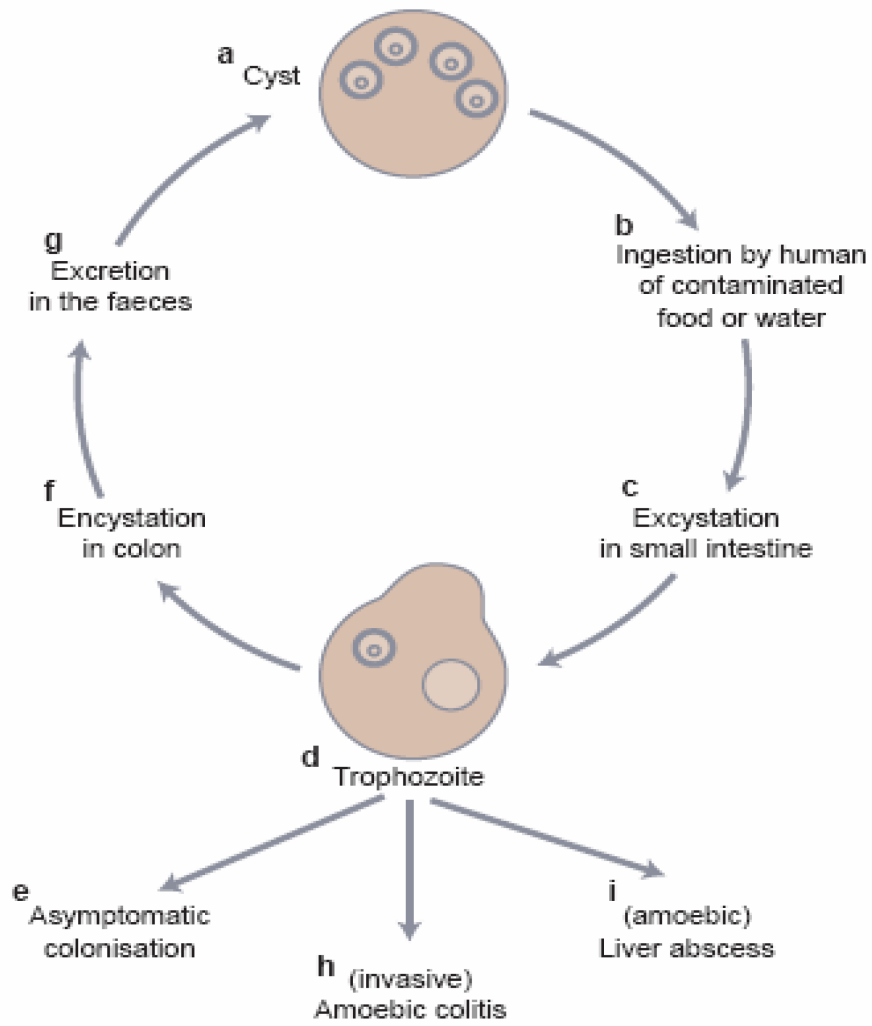 a
Cyst
b
Ingestion by human
of contaminated
food or water
c
Excystation
in small intestine
d
Trophozoite
e
Asymptomatic
colonisation
f
Encystation
in colon
g
Excretion
in the faeces
h (invasive)
Amoebic colitis
i
(amoebic)
Liver abscess